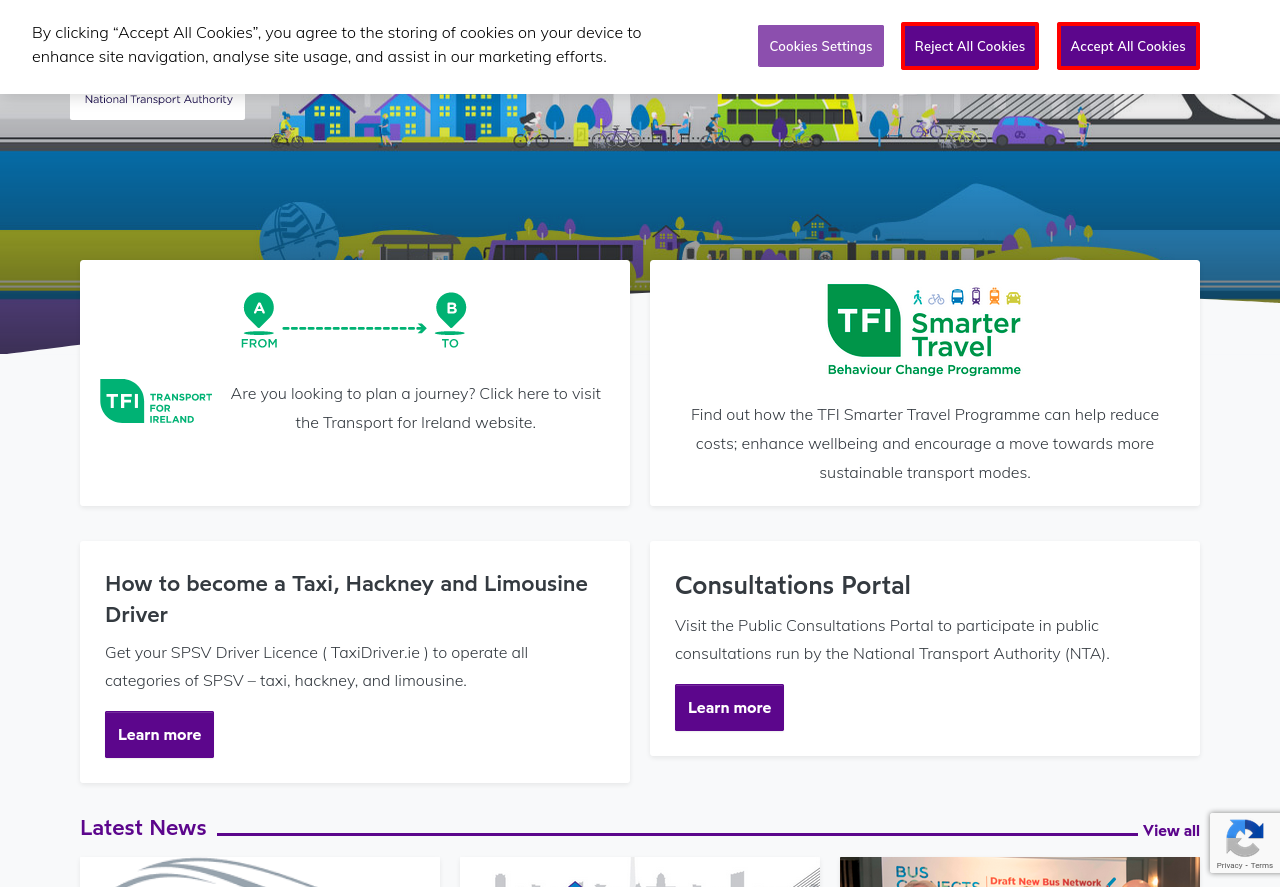 By clicking “Accept All Cookies”, you agree to the storing of cookies on your device to
enhance site navigation, analyse site usage, and assist in our marketing efforts.
Cookies Settings
Reject All Cookies
Accept All Cookies
National Transport Authority
A
B
FROM
TO
TFI
TRANSPORT
FOR
IRELAND
Are you looking to plan a journey? Click here to visit
the Transport for Ireland website.
TFI
Smarter
Travel
Behaviour Change Programme
Find out how the TFI Smarter Travel Programme can help reduce
costs; enhance wellbeing and encourage a move towards more
sustainable transport modes.
How to become a Taxi, Hackney and Limousine
Driver
Get your SPSV Driver Licence ( TaxiDriver.ie ) to operate all
categories of SPSV – taxi, hackney, and limousine.
Learn more
Consultations Portal
Visit the Public Consultations Portal to participate in public
consultations run by the National Transport Authority (NTA).
Learn more
Latest News
View all
BUS
Draft New Bus Network
Privacy - Terms